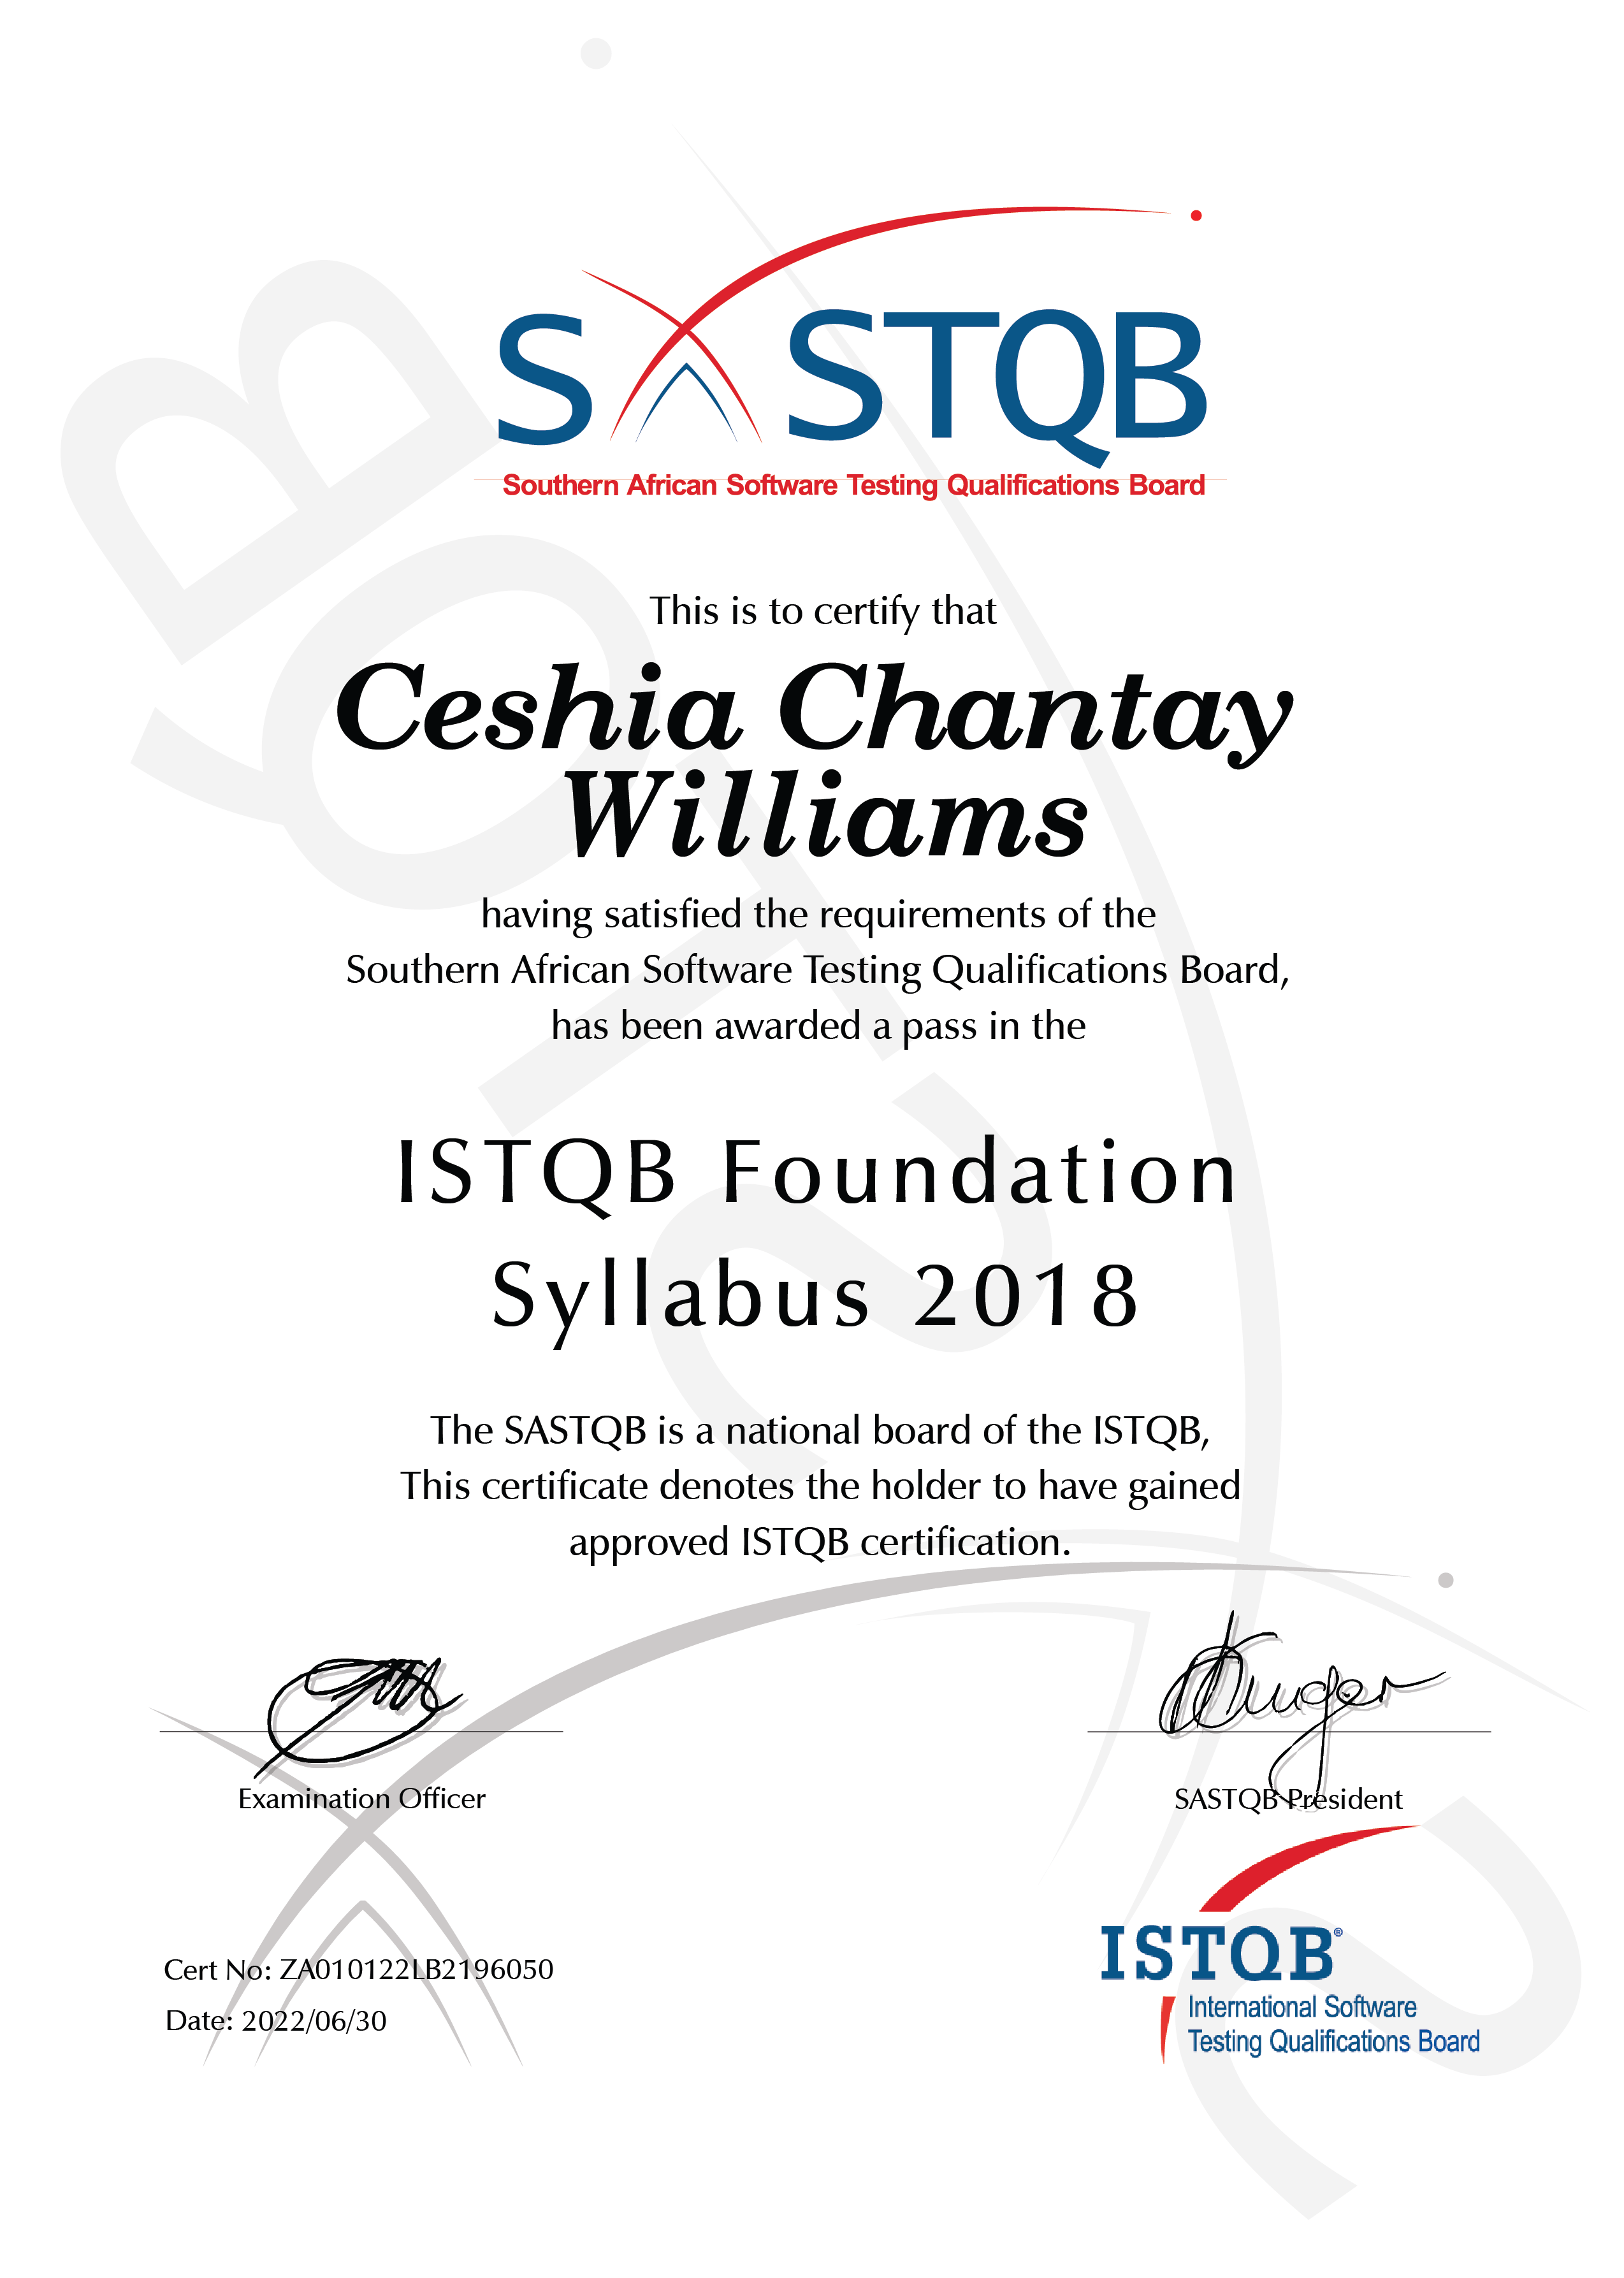 SASTQB
Southern African Software Testing Qualifications Board
This is to certify that
Ceshia Chantay
Williams
having satisfied the requirements of the
Southern African Software Testing Qualifications Board,
has been awarded a pass in the
ISTQB Foundation
Syllabus 2018
The SASTQB is a national board of the ISTQB,
This certificate denotes the holder to have gained
approved ISTQB certification.
Examination Officer
SASTQB President
Cert No: ZA010122LB2196050
Date: 2022/06/30
ISTQB®
International Software
Testing Qualifications Board